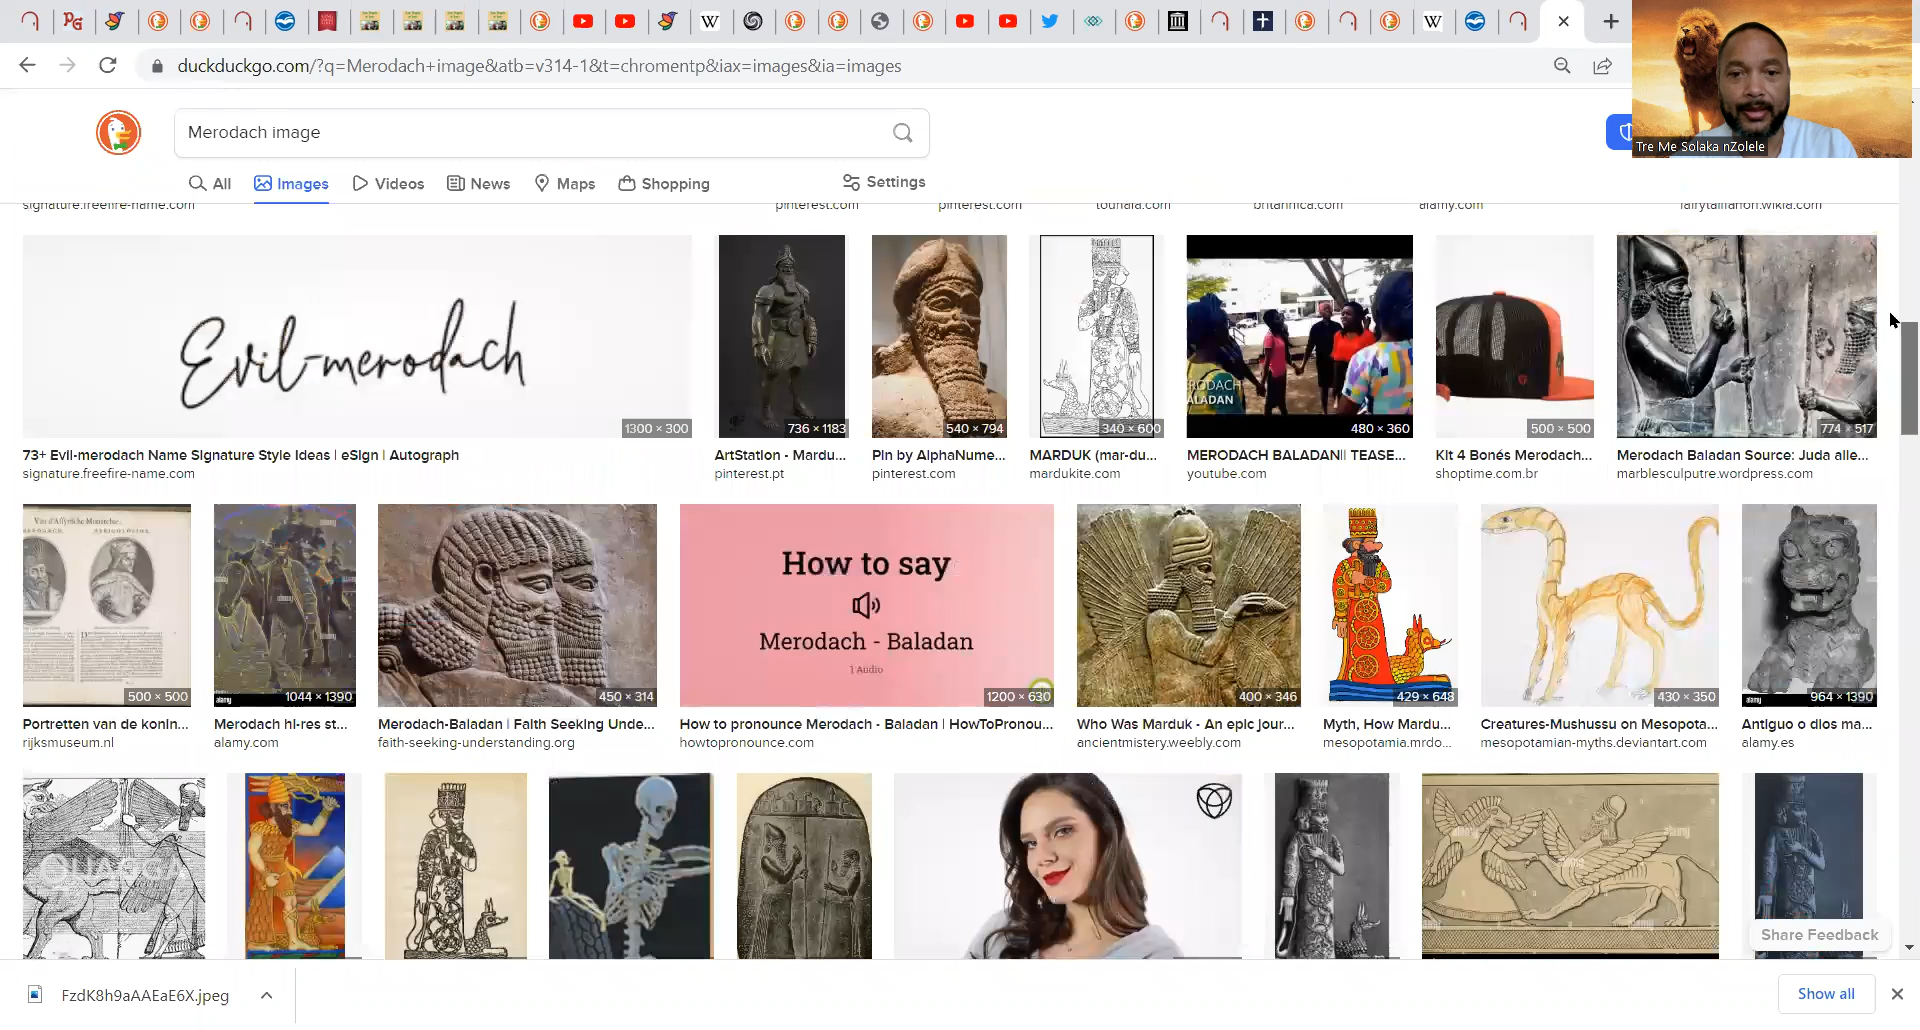 duckduckgo.com/?q=Merodach+image&atb=v314-1&t=chromentp&iax=images&ia=images
Merodach image
Tre Me Solaka nZolele
All Images Videos News Maps Shopping Settings
signature.freefire-name.com pinterest.com pinterest.com britannica.com alamy.com
Evil-merodach
RODACH
ALADAN
1300 × 300 736 × 1183 540 × 794 340 × 600 480 × 360 500 × 500 774 × 517
73+ Evil-merodach Name Signature Style Ideas | eSign | Autograph ArtStation - Mardu... Pin by AlphaNume... MARDUK (mar-du... MERODACH BALADAN|| TEASE... Kit 4 Bonés Merodach... Merodach Baladan Source: Juda alle...
signature.freefire-name.com pinterest.pt pinterest.com mardukite.com youtube.com shoptime.com.br marblesculputre.wordpress.com
How to say
Merodach - Baladan
1 Audio
500 × 500 1044 × 1390 450 × 314 1200 × 630 400 × 346 429 × 648 430 × 350 964 × 1390
Portretten van de konin... Merodach hi-res st... Merodach-Baladan | Faith Seeking Unde... How to pronounce Merodach - Baladan | HowToPronou... Who Was Marduk - An epic jour... Myth, How Mardu... Creatures-Mushussu on Mesopota... Antiguo o dios ma...
rijksmuseum.nl alamy.com faith-seeking-understanding.org howtopronounce.com ancientmistery.weebly.com mesopotamia.mrdo... mesopotamian-myths.deviantart.com alamy.es
Share Feedback
FzdK8h9aAAEaE6X.jpeg
Show all